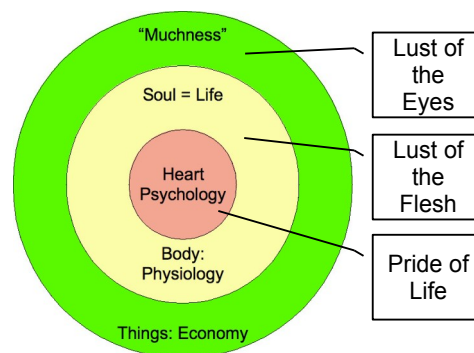 “Muchness”
Soul = Life
Heart
Psychology
Body:
Physiology
Things: Economy
Lust of
the
Eyes
Lust of
the
Flesh
Pride of
Life